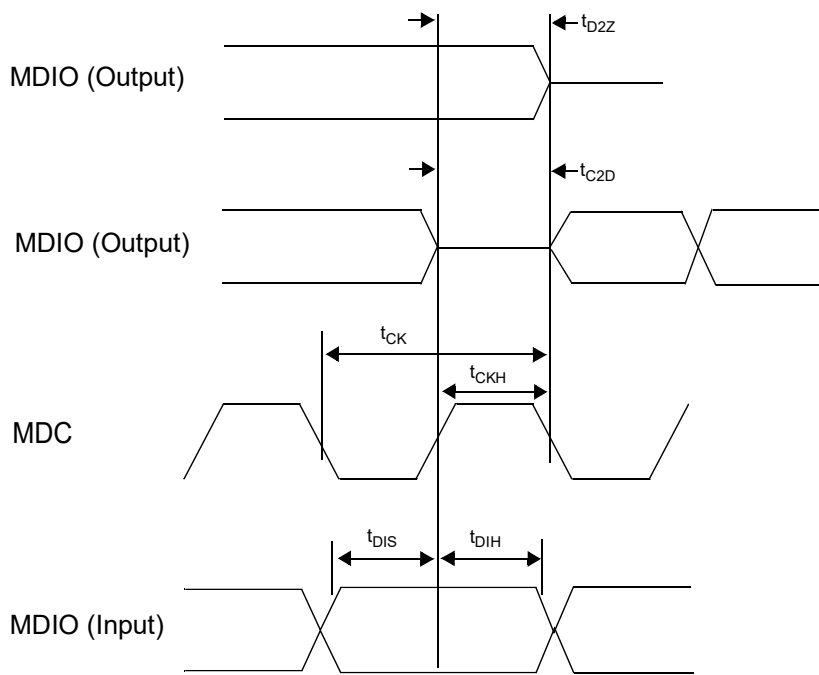 t_D2Z
MDIO (Output)
t_C2D
MDIO (Output)
t_CK
t_CKH
MDC
t_DIS
t_DIH
MDIO (Input)